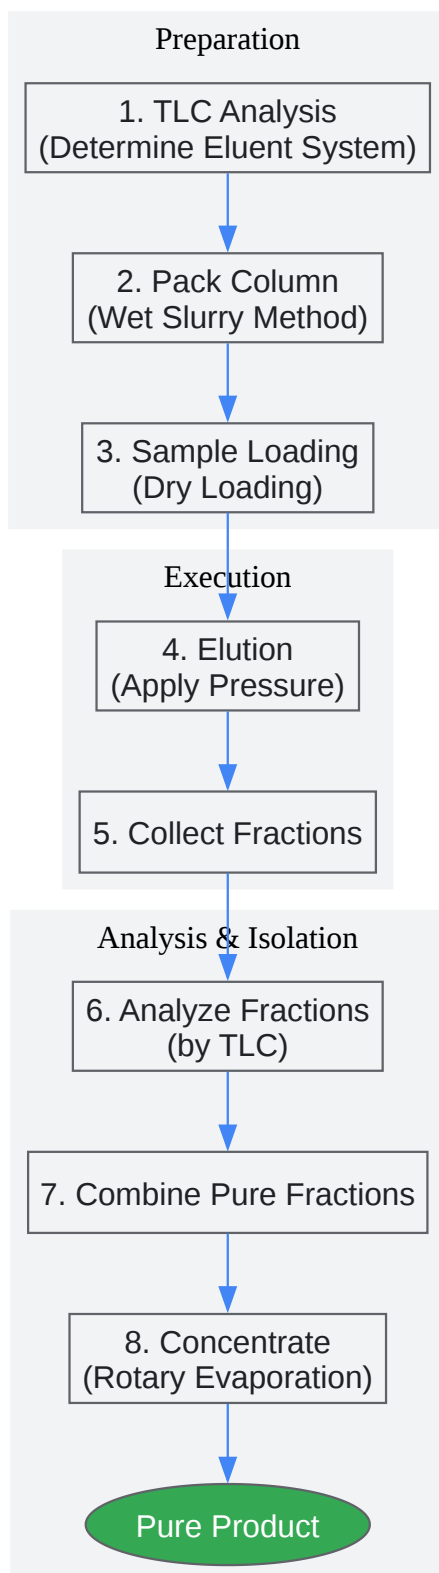 Preparation
1. TLC Analysis
(Determine Eluent System)
2. Pack Column
(Wet Slurry Method)
3. Sample Loading
(Dry Loading)
Execution
4. Elution
(Apply Pressure)
5. Collect Fractions
Analysis & Isolation
6. Analyze Fractions
(by TLC)
7. Combine Pure Fractions
8. Concentrate
(Rotary Evaporation)
Pure Product